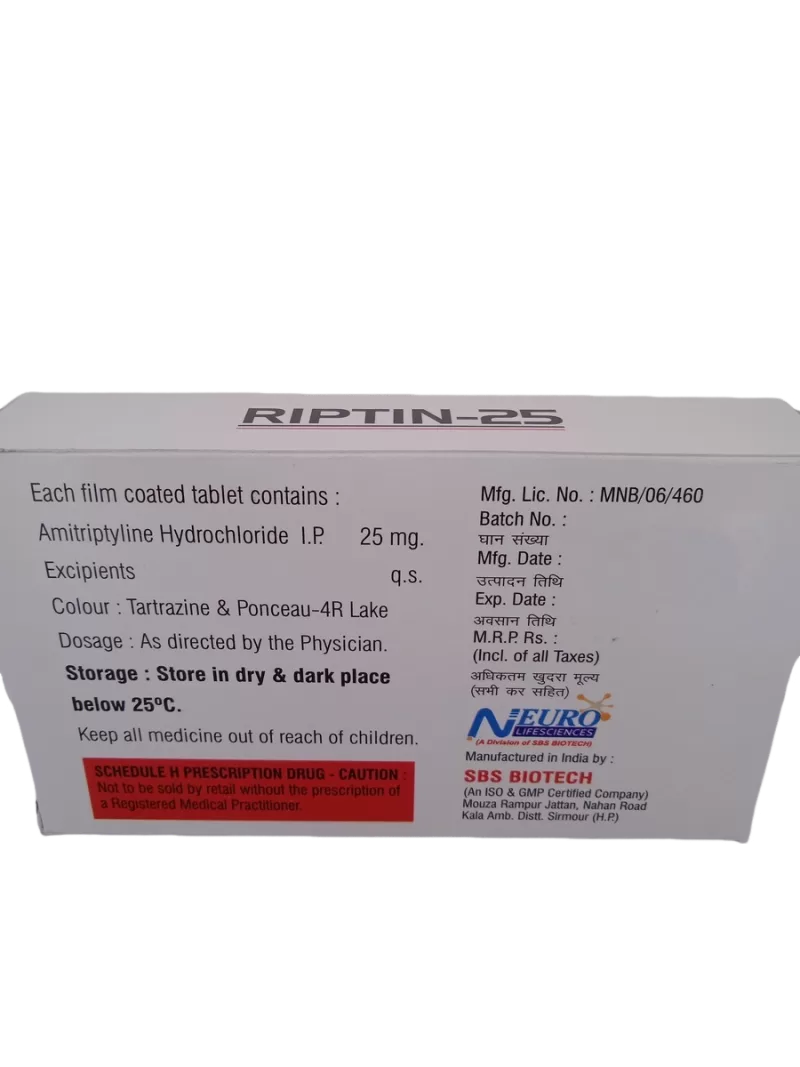 RIPTIN-25
Each film coated tablet contains :
Amitriptyline Hydrochloride I.P. 25 mg.
Excipients q.s.
Colour : Tartrazine & Ponceau-4R Lake
Dosage : As directed by the Physician.
Storage : Store in dry & dark place
below 25ºC.
Keep all medicine out of reach of children.
SCHEDULE H PRESCRIPTION DRUG - CAUTION :
Not to be sold by retail without the prescription of
a Registered Medical Practitioner.
Mfg. Lic. No. : MNB/06/460
Batch No. :
घान संख्या
Mfg. Date :
उत्पादन तिथि
Exp. Date :
अवसान तिथि
M.R.P. Rs. :
(Incl. of all Taxes)
अधिकतम खुदरा मूल्य
(सभी कर सहित)
NEURO
LIFESCIENCES
(A Division of SBS BIOTECH)
Manufactured in India by :
SBS BIOTECH
(An ISO & GMP Certified Company)
Mouza Rampur Jattan, Nahan Road
Kala Amb. Distt. Sirmour (H.P.)